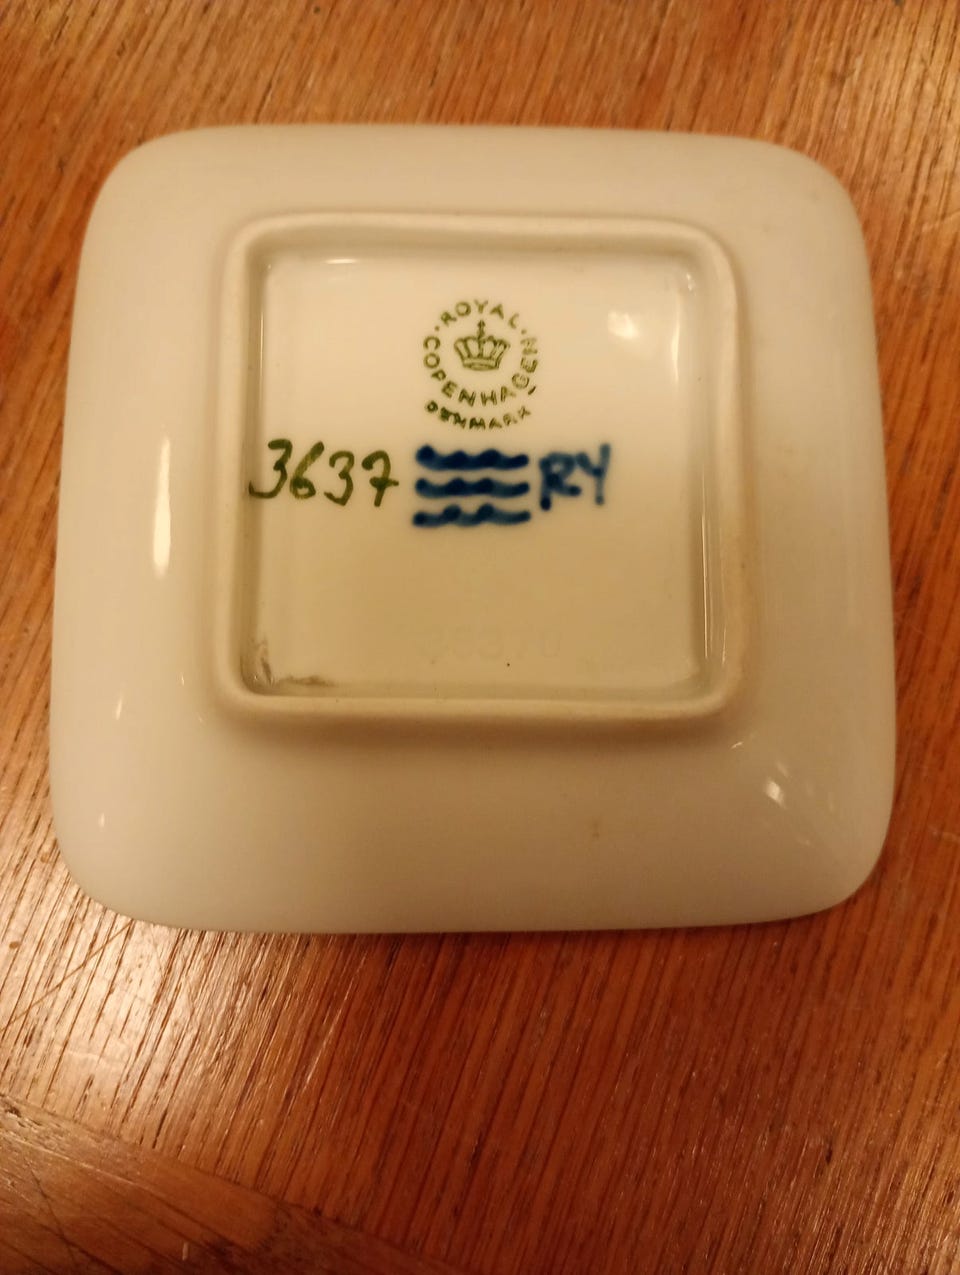 ROYAL
COPENHAGEN
DENMARK
3637 RY